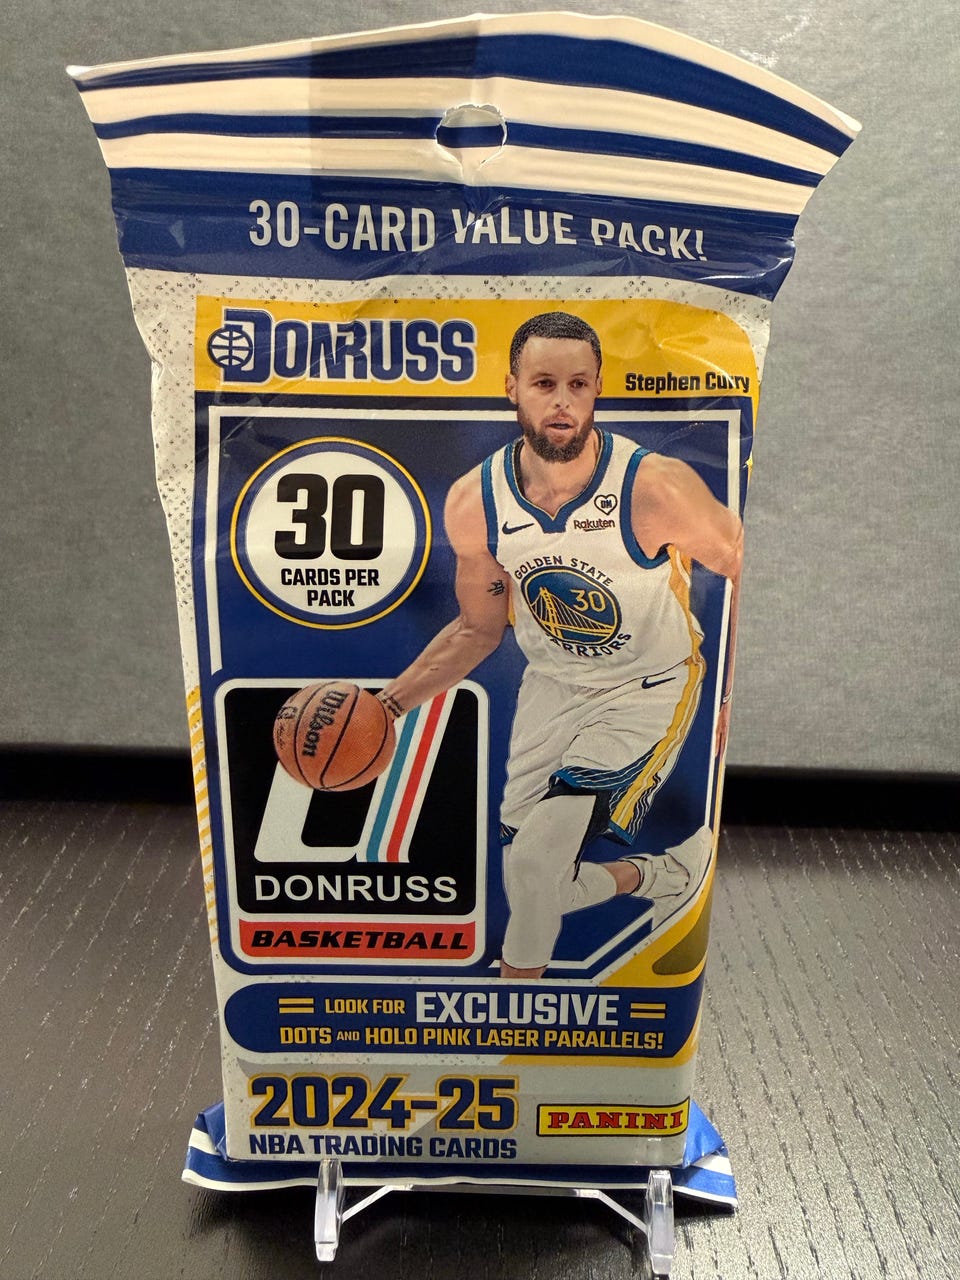 30-CARD VALUE PACK!
DONRUSS
Stephen Curry
30
CARDS PER
PACK
DM
Rakuten
GOLDEN STATE
30
WARRIORS
Wilson
DONRUSS
BASKETBALL
LOOK FOR EXCLUSIVE
DOTS AND HOLO PINK LASER PARALLELS!
2024-25
NBA TRADING CARDS
PANINI